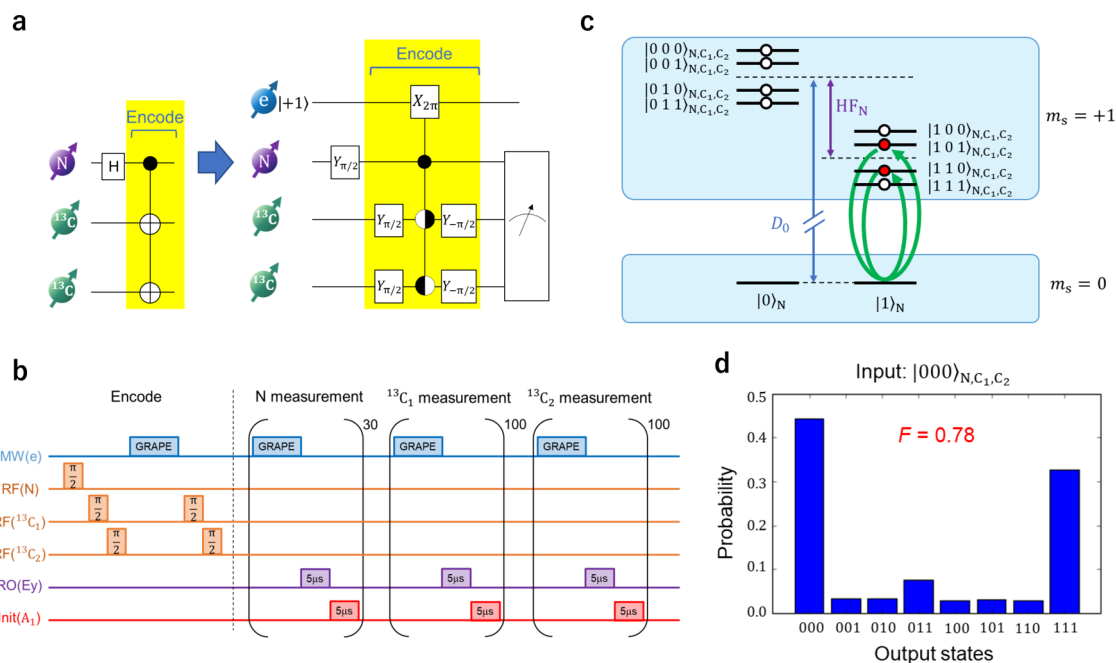 a
Encode
Encode
e
|+1⟩
X2π
N
H
N
Yπ/2
13C
13C
Yπ/2
Y−π/2
13C
13C
Yπ/2
Y−π/2
b
Encode
N measurement
13C1 measurement
13C2 measurement
30
100
100
MW(e)
GRAPE
GRAPE
GRAPE
GRAPE
RF(N)
π/2
RF(13C1)
π/2
π/2
RF(13C2)
π/2
π/2
RO(Ey)
5μs
5μs
5μs
Init(A1)
5μs
5μs
5μs
c
|0 0 0⟩N,C1,C2
|0 0 1⟩N,C1,C2
|0 1 0⟩N,C1,C2
|0 1 1⟩N,C1,C2
HFN
ms = +1
|1 0 0⟩N,C1,C2
|1 0 1⟩N,C1,C2
|1 1 0⟩N,C1,C2
|1 1 1⟩N,C1,C2
D0
ms = 0
|0⟩N
|1⟩N
d
Input: |000⟩N,C1,C2
F = 0.78
Probability
0.5
0.4
0.3
0.2
0.1
0.0
000 001 010 011 100 101 110 111
Output states